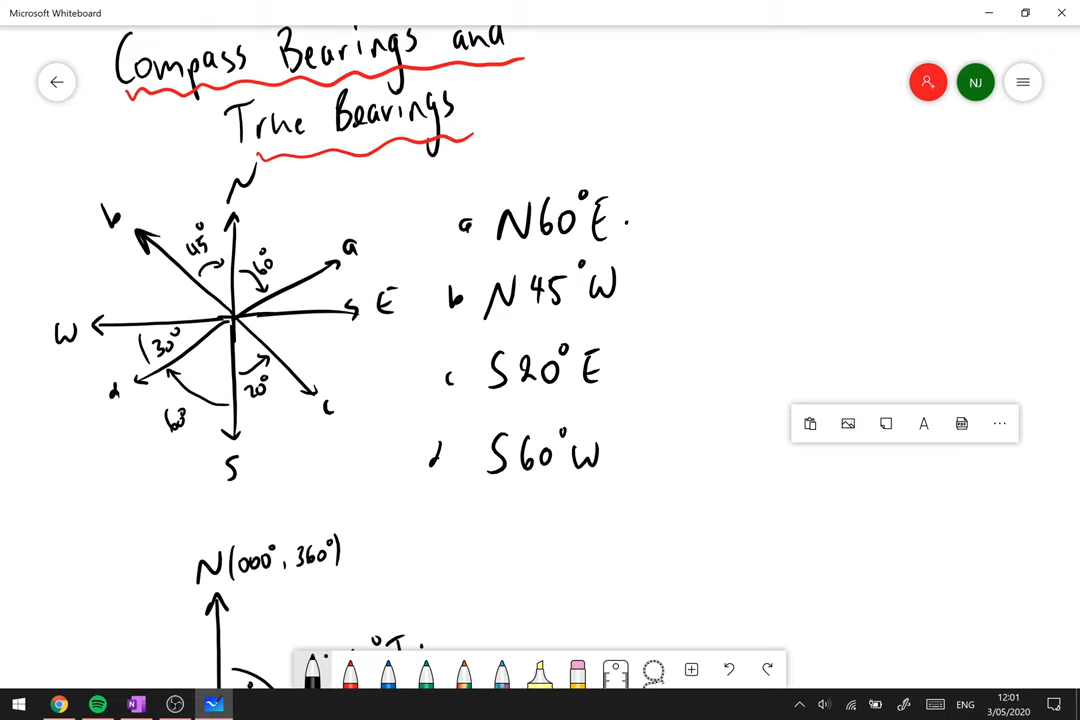 Microsoft Whiteboard
Compass Bearings and
True Bearings
NJ
N
b
45°
60°
a
a N60°E.
E
b N45°W
W
30°
20°
c S20°E
d
60°
c
S
d S60°W
N(000°, 360°)
°T
A
PDF
ENG
12:01
3/05/2020